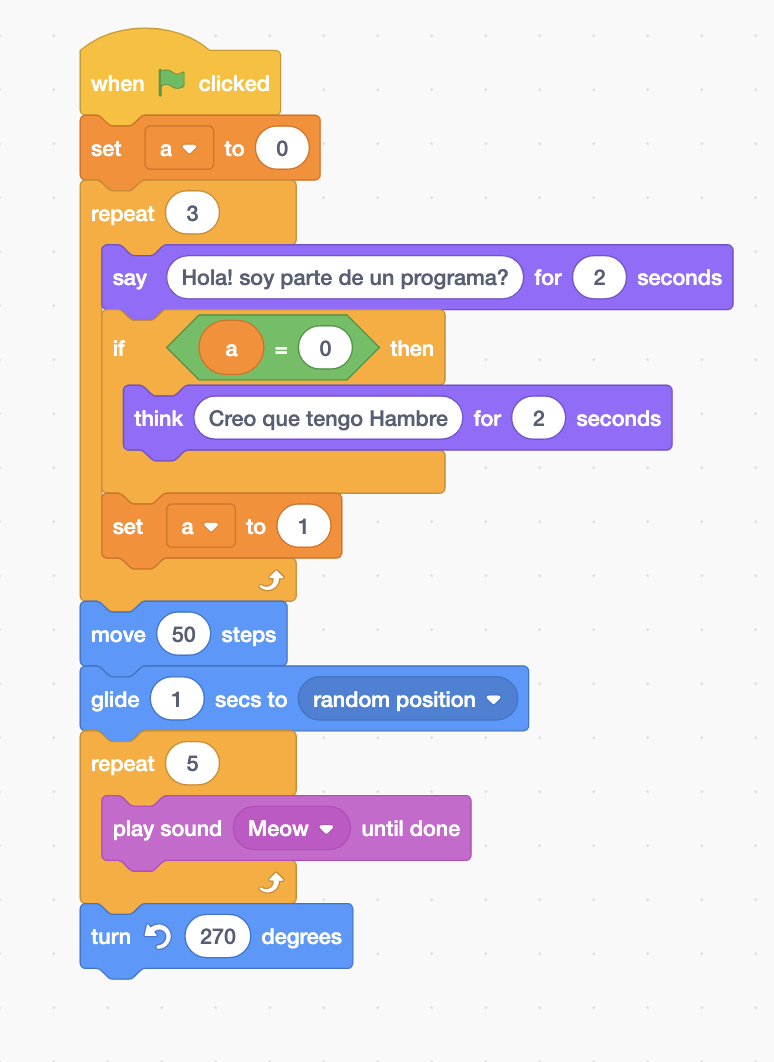 when clicked
set a to 0
repeat 3
say Hola! soy parte de un programa? for 2 seconds
if a = 0 then
think Creo que tengo Hambre for 2 seconds
set a to 1
move 50 steps
glide 1 secs to random position
repeat 5
play sound Meow until done
turn 270 degrees